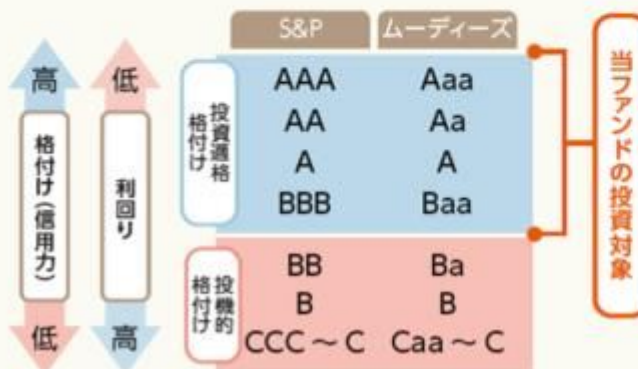 S&P ムーディーズ
高 低
格付け(信用力)
利回り
低 高
投資適格格付け
AAA Aaa
AA Aa
A A
BBB Baa
投機的格付け
BB Ba
B B
CCC～C Caa～C
当ファンドの投資対象